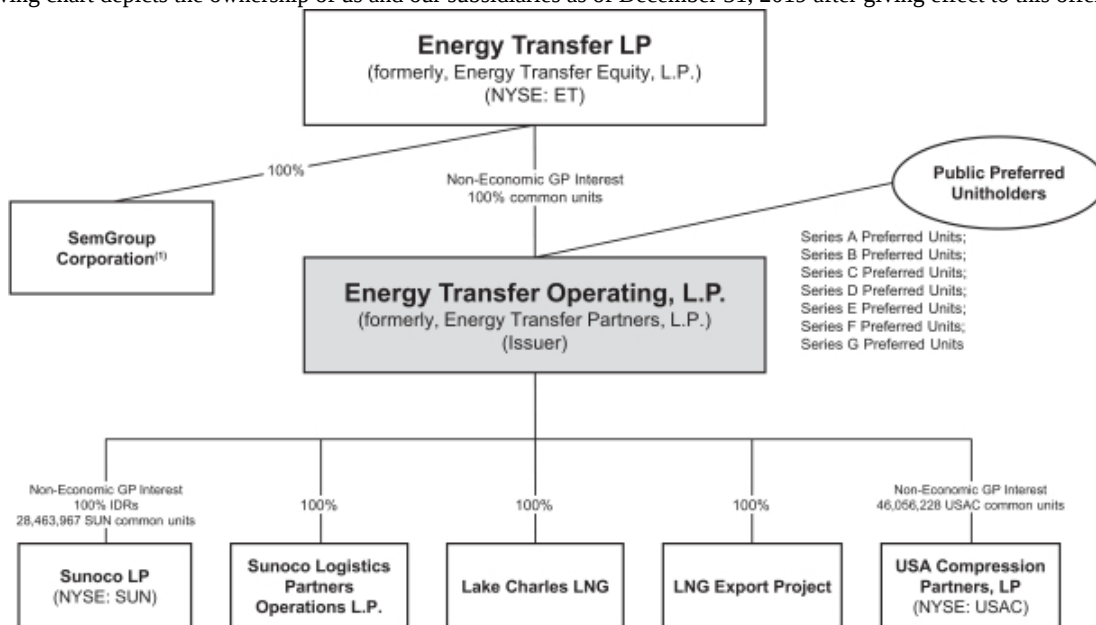 ving chart depicts the ownership of us and our subsidiaries as of December 31, 2019 after giving effect to this offe
Energy Transfer LP
(formerly, Energy Transfer Equity, L.P.)
(NYSE: ET)
100%
Non-Economic GP Interest
100% common units
Public Preferred
Unitholders
SemGroup
Corporation(1)
Series A Preferred Units;
Series B Preferred Units;
Series C Preferred Units;
Series D Preferred Units;
Series E Preferred Units;
Series F Preferred Units;
Series G Preferred Units
Energy Transfer Operating, L.P.
(formerly, Energy Transfer Partners, L.P.)
(Issuer)
Non-Economic GP Interest
100% IDRs
28,463,967 SUN common units
100%
100%
100%
Non-Economic GP Interest
46,056,228 USAC common units
Sunoco LP
(NYSE: SUN)
Sunoco Logistics
Partners
Operations L.P.
Lake Charles LNG
LNG Export Project
USA Compression
Partners, LP
(NYSE: USAC)